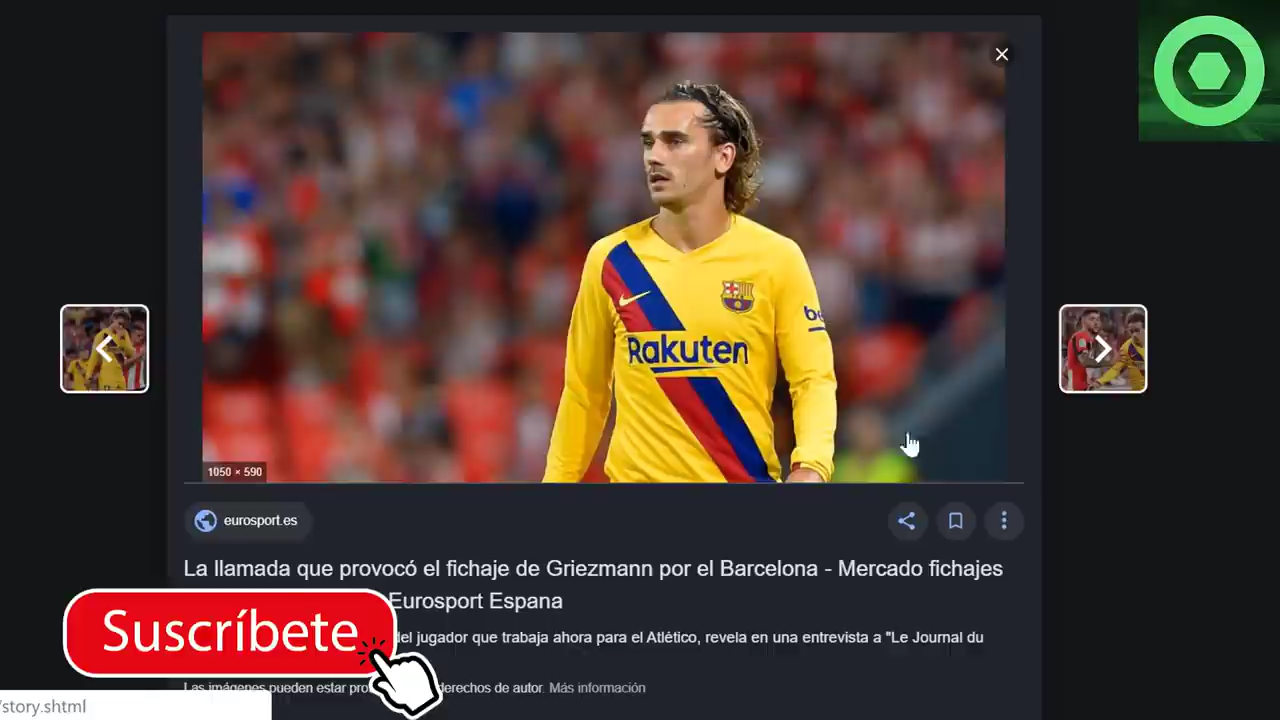 be
Rakuten
1050 × 590
eurosport.es
La llamada que provocó el fichaje de Griezmann por el Barcelona - Mercado fichajes
Eurosport Espana
Suscríbete
del jugador que trabaja ahora para el Atlético, revela en una entrevista a "Le Journal du
Las imágenes pueden estar derechos de autor. Más información
/story.shtml